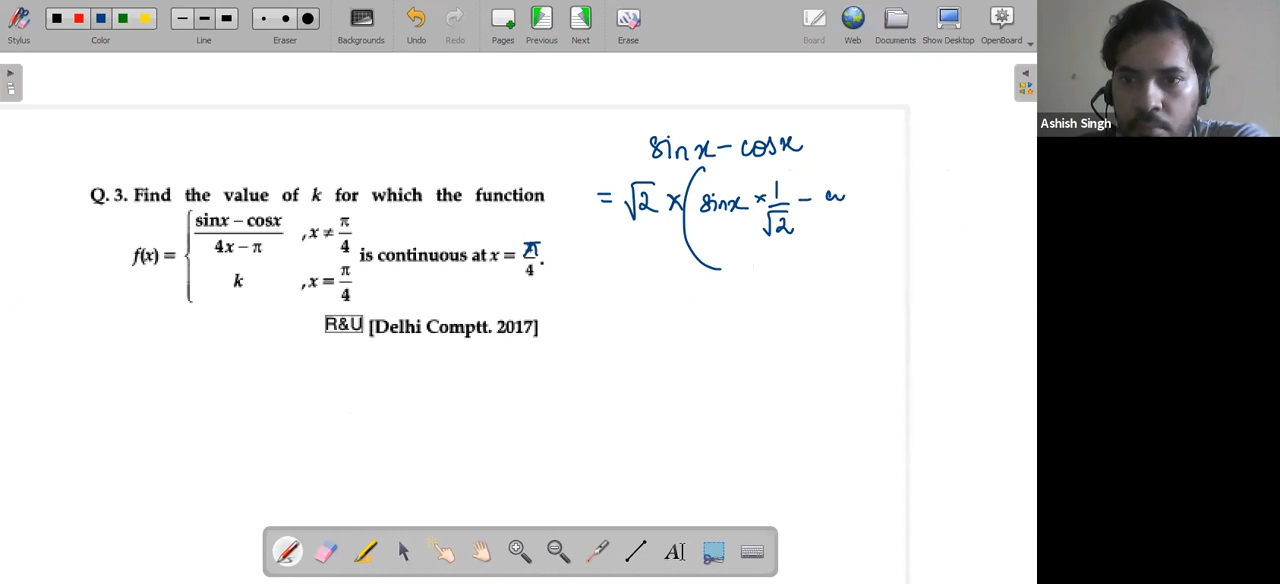 Stylus Color Line Eraser Backgrounds Undo Redo Pages Previous Next Erase Board Web Documents Show Desktop OpenBoard
Ashish Singh
sinx - cosx
= √2 × ( sinx × 1/√2 -
Q. 3. Find the value of k for which the function
f(x) = { (sinx – cosx)/(4x – π) , x ≠ π/4
k , x = π/4
is continuous at x = π/4.
R&U [Delhi Comptt. 2017]
AI